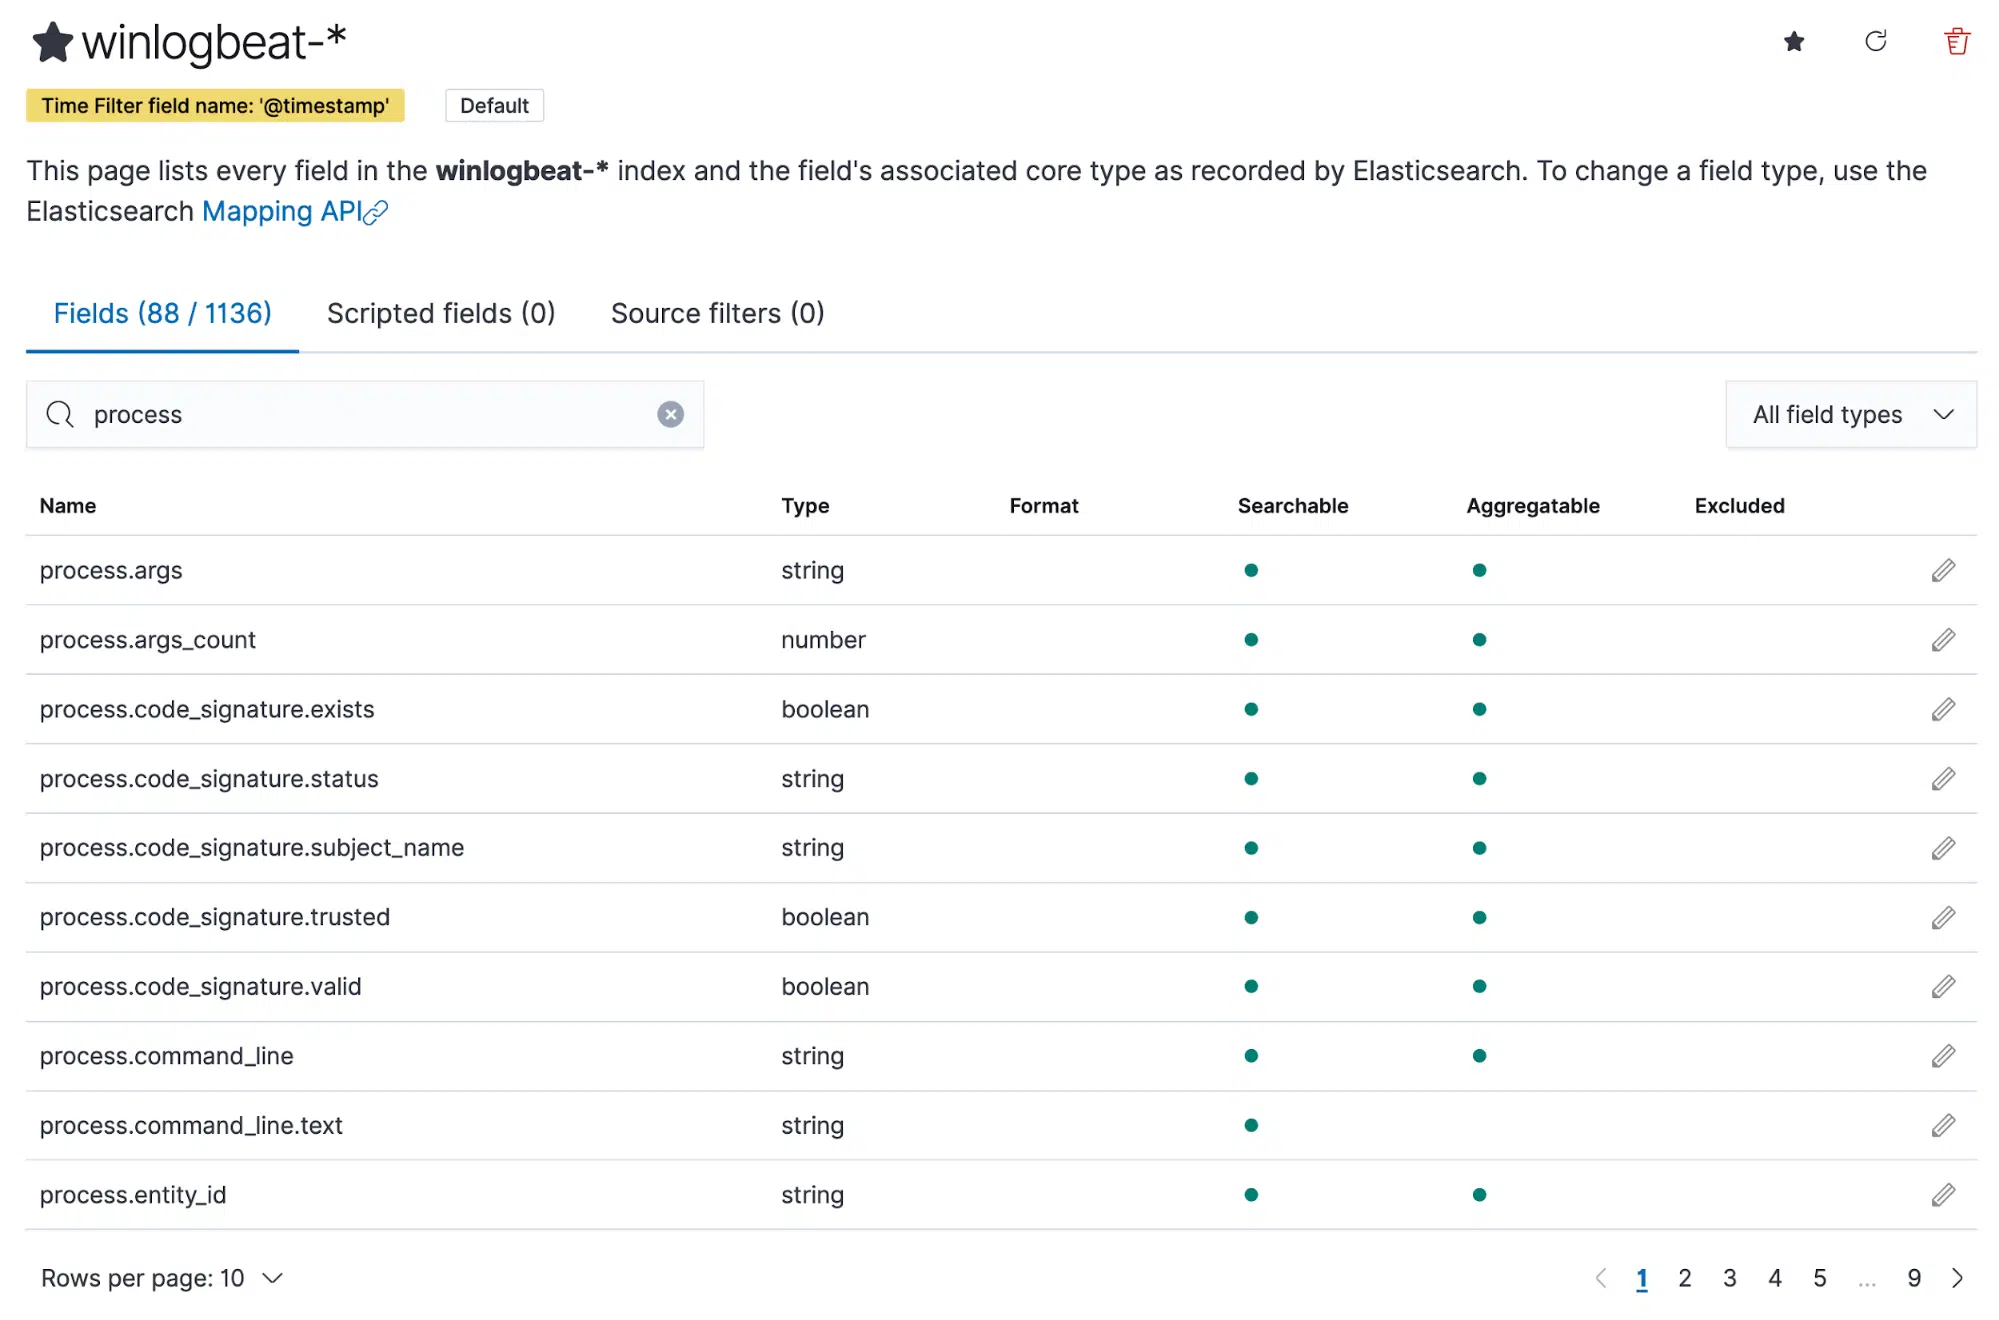 winlogbeat-*
Time Filter field name: '@timestamp' Default
This page lists every field in the winlogbeat-* index and the field's associated core type as recorded by Elasticsearch. To change a field type, use the
Elasticsearch Mapping API
Fields (88 / 1136) Scripted fields (0) Source filters (0)
process All field types
Name Type Format Searchable Aggregatable Excluded
process.args string
process.args_count number
process.code_signature.exists boolean
process.code_signature.status string
process.code_signature.subject_name string
process.code_signature.trusted boolean
process.code_signature.valid boolean
process.command_line string
process.command_line.text string
process.entity_id string
Rows per page: 10 1 2 3 4 5 ... 9